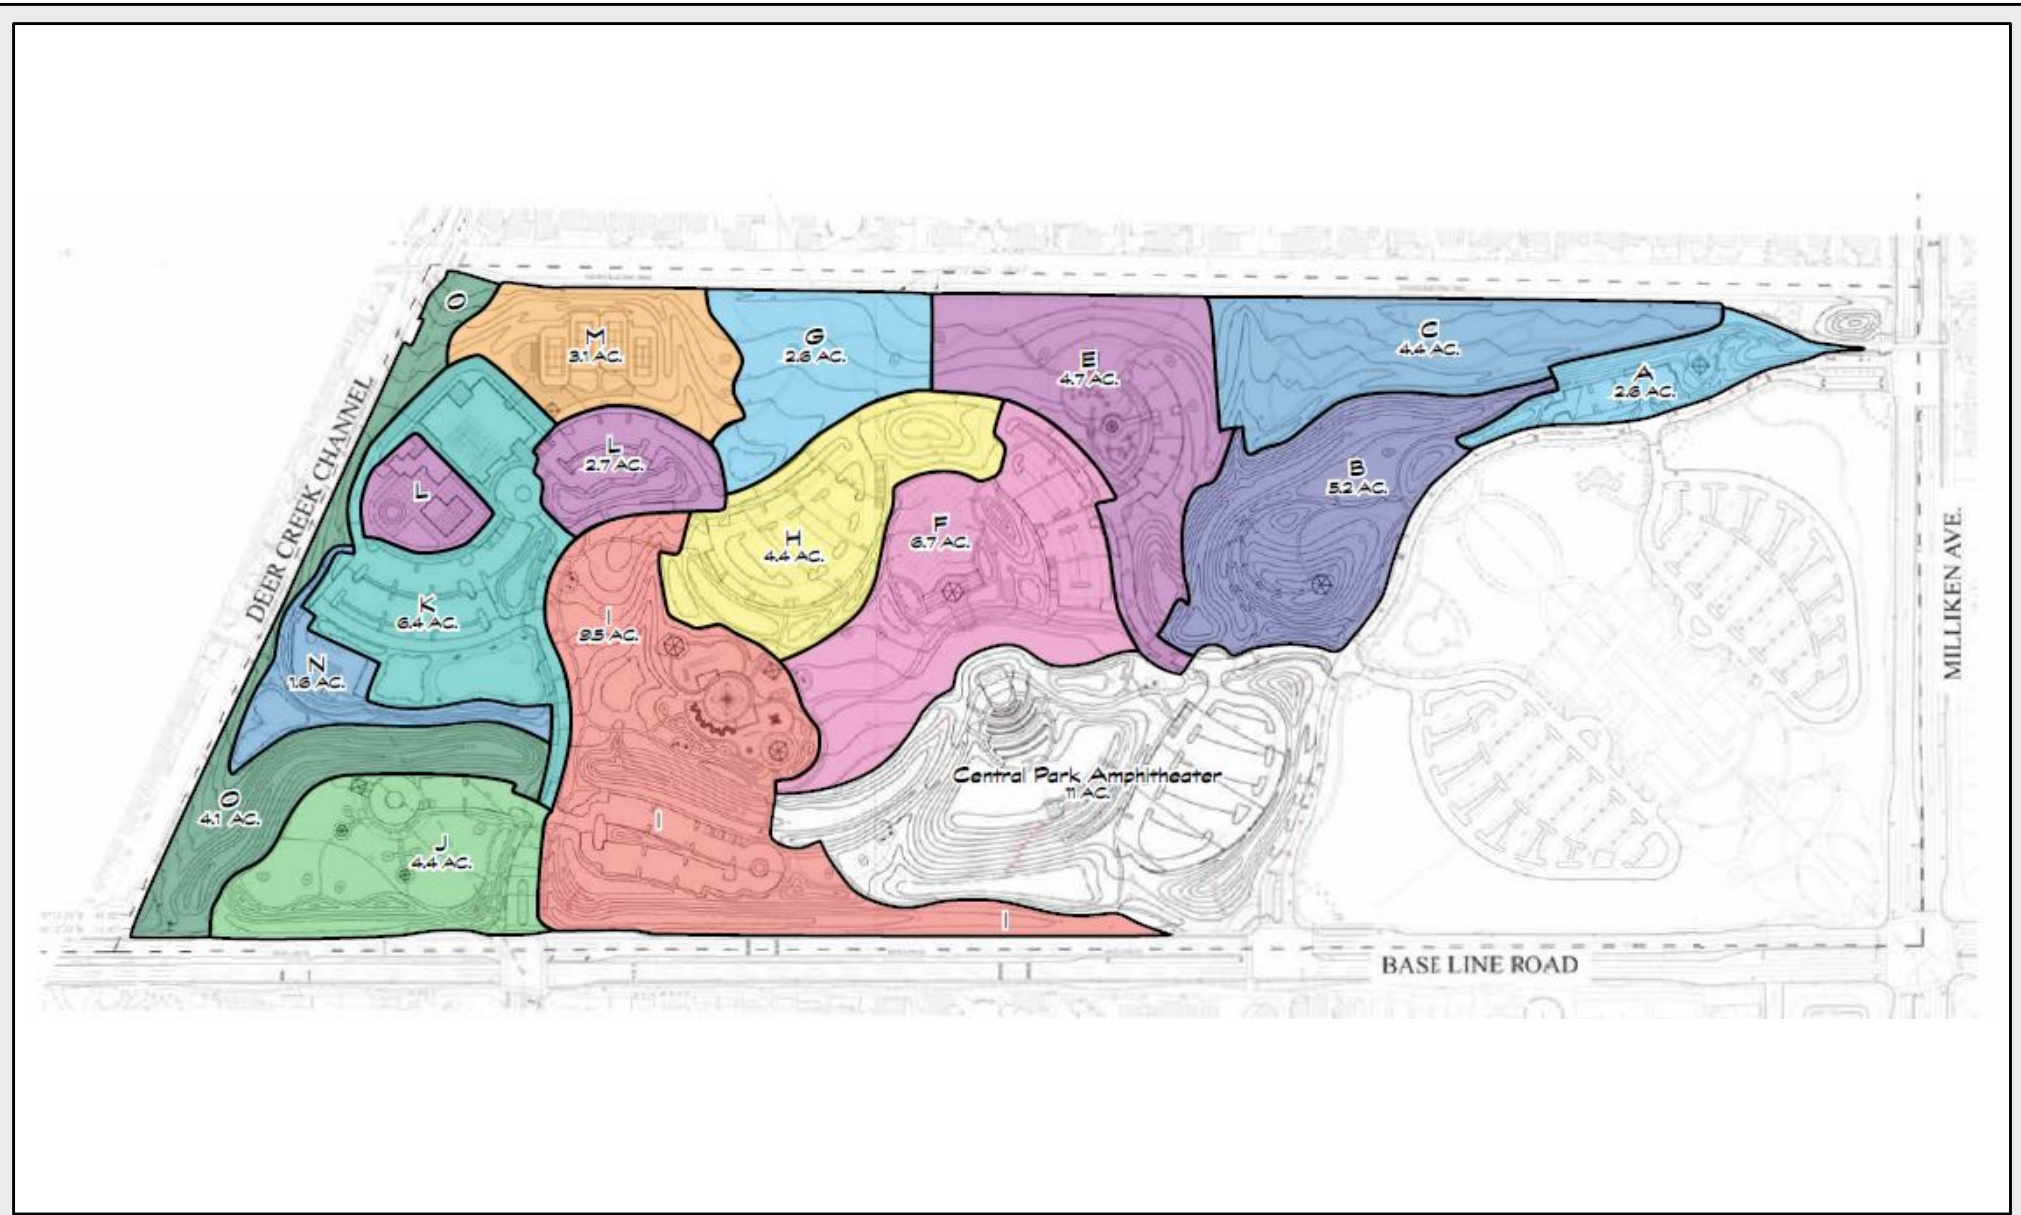 O
M
3.1 AC.
G
2.6 AC.
E
4.7 AC.
C
4.4 AC.
A
2.6 AC.
L
2.7 AC.
L
B
5.2 AC.
H
4.4 AC.
F
6.7 AC.
K
6.4 AC.
I
9.5 AC.
N
1.6 AC.
O
4.1 AC.
J
4.4 AC.
I
Central Park Amphitheater
11 AC.
I
DEER CREEK CHANNEL
MILLIKEN AVE.
BASE LINE ROAD